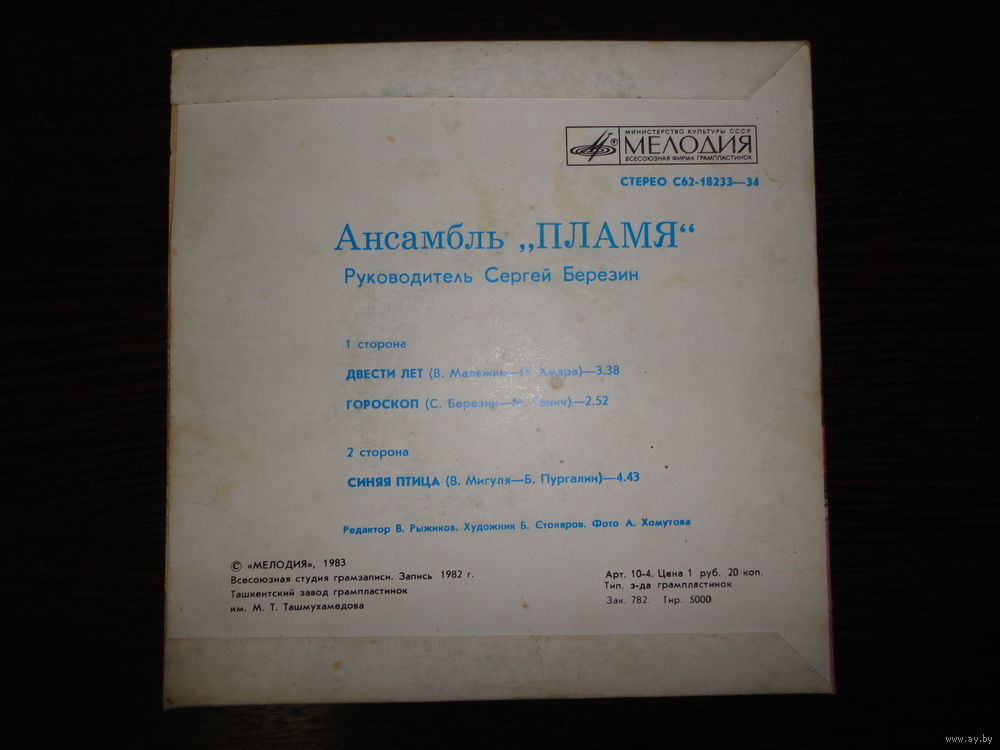 МИНИСТЕРСТВО КУЛЬТУРЫ СССР
МЕЛОДИЯ
ВСЕСОЮЗНАЯ ФИРМА ГРАМПЛАСТИНОК
СТЕРЕО С62-18233—34
Ансамбль „ПЛАМЯ“
Руководитель Сергей Березин
1 сторона
ДВЕСТИ ЛЕТ (В. Малежик— Хмара)—3.38
ГОРОСКОП (С. Березин—М. Танич)—2.52
2 сторона
СИНЯЯ ПТИЦА (В. Мигуля—Б. Пургалин)—4.43
Редактор В. Рыжиков. Художник Б. Столяров. Фото А. Хомутова
© «МЕЛОДИЯ», 1983
Всесоюзная студия грамзаписи. Запись 1982 г.
Ташкентский завод грампластинок
им. М. Т. Ташмухамедова
Арт. 10-4. Цена 1 руб. 20 коп.
Тип. з-да грампластинок
Зак. 782. Тир. 5000
www.ay.by